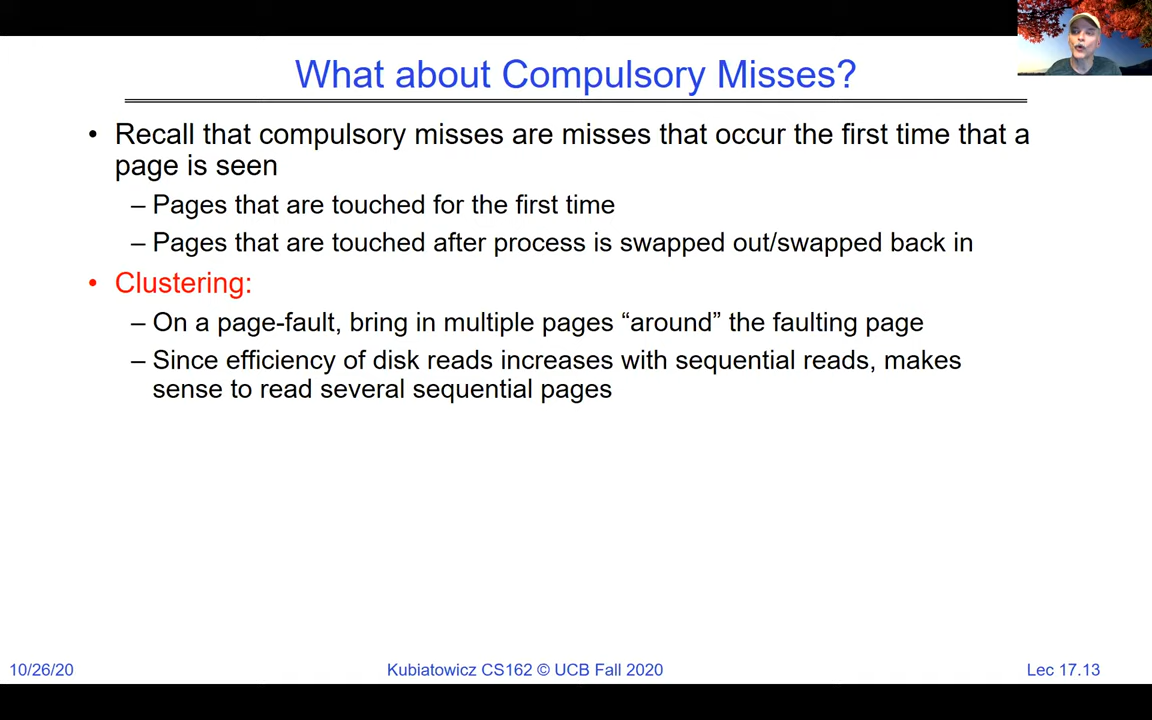 What about Compulsory Misses?
• Recall that compulsory misses are misses that occur the first time that a
page is seen
– Pages that are touched for the first time
– Pages that are touched after process is swapped out/swapped back in
• Clustering:
– On a page-fault, bring in multiple pages “around” the faulting page
– Since efficiency of disk reads increases with sequential reads, makes
sense to read several sequential pages
10/26/20
Kubiatowicz CS162 © UCB Fall 2020
Lec 17.13